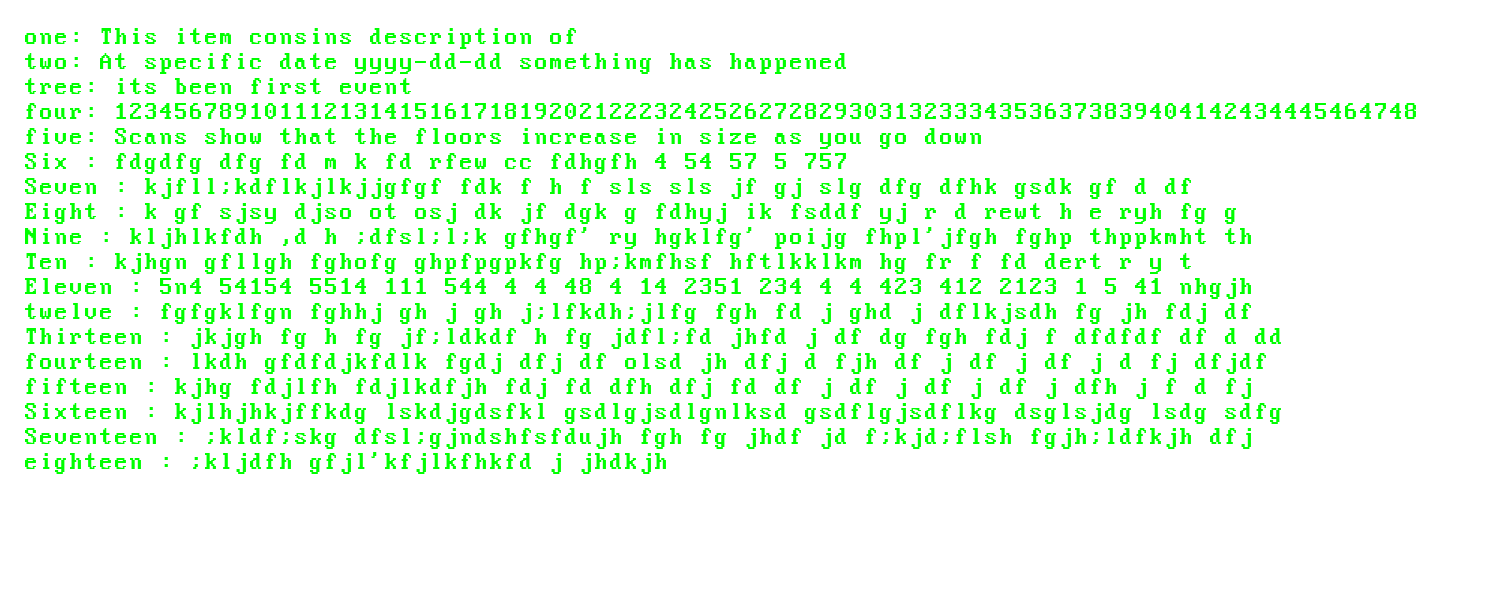 one: This item consins description of
two: At specific date yyyy-dd-dd something has happened
tree: its been first event
four: 123456789101112131415161718192021222324252627282930313233343536373839404142434445464748
five: Scans show that the floors increase in size as you go down
Six : fdgdfg dfg fd m k fd rfew cc fdhgfh 4 54 57 5 757
Seven : kjfll;kdflkjlkjjgfgf fdk f h f sls sls jf gj slg dfg dfhk gsdk gf d df
Eight : k gf sjsy djso ot osj dk jf dgk g fdhyj ik fsddf yj r d rewt h e ryh fg g
Nine : kljhlkfdh ,d h ;dfsl;l;k gfhgf' ry hgklfg' poijg fhpl'jfgh fghp thppkmht th
Ten : kjhgn gfllgh fghofg ghpfpgpkfg hp;kmfhsf hftlkklkm hg fr f fd dert r y t
Eleven : 5n4 54154 5514 111 544 4 4 48 4 14 2351 234 4 4 423 412 2123 1 5 41 nhgjh
twelve : fgfgklfgn fghhj gh j gh j;lfkdh;jlfg fgh fd j ghd j dflkjsdh fg jh fdj df
Thirteen : jkjgh fg h fg jf;ldkdf h fg jdfl;fd jhfd j df dg fgh fdj f dfdfdf df d dd
fourteen : lkdh gfdfdjkfdlk fgdj dfj df olsd jh dfj d fjh df j df j df j d fj dfjdf
fifteen : kjhg fdjlfh fdjlkdfjh fdj fd dfh dfj fd df j df j df j df j dfh j f d fj
Sixteen : kjlhjhkjffkdg lskdjgdsfkl gsdlgjsdlgnlksd gsdflgjsdflkg dsglsjdg lsdg sdfg
Seventeen : ;kldf;skg dfsl;gjndshfsfdujh fgh fg jhdf jd f;kjd;flsh fgjh;ldfkjh dfj
eighteen : ;kljdfh gfjl'kfjlkfhkfd j jhdkjh